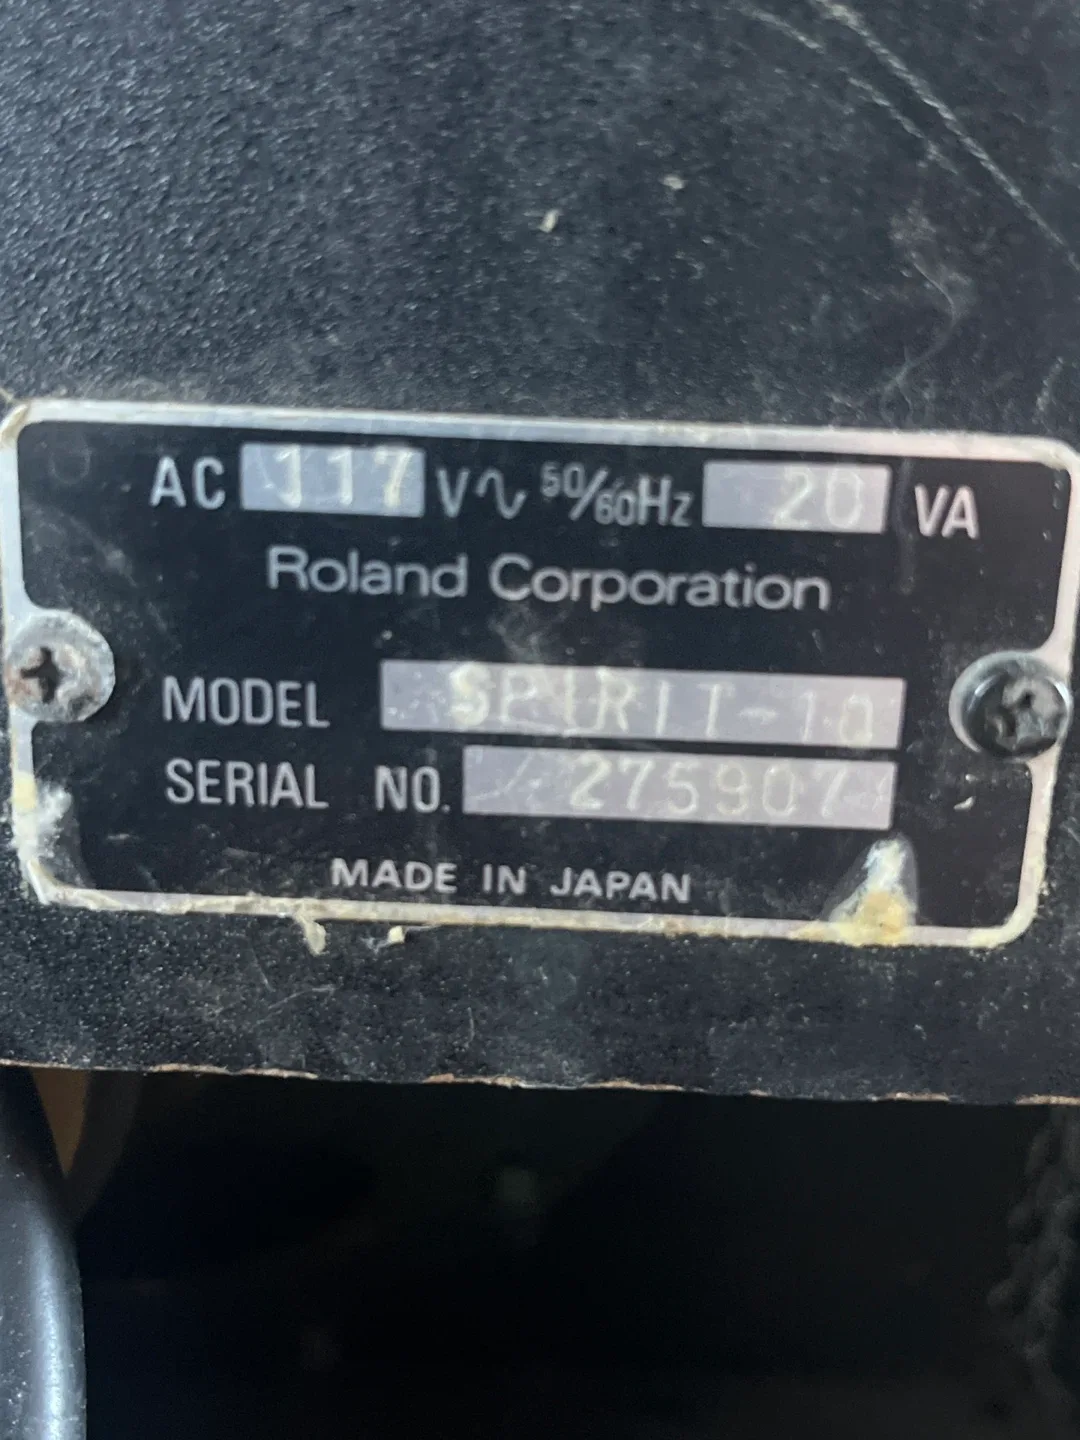 AC 117 V∿ 50/60Hz 20 VA
Roland Corporation
MODEL SPIRIT-10
SERIAL NO. 275907
MADE IN JAPAN